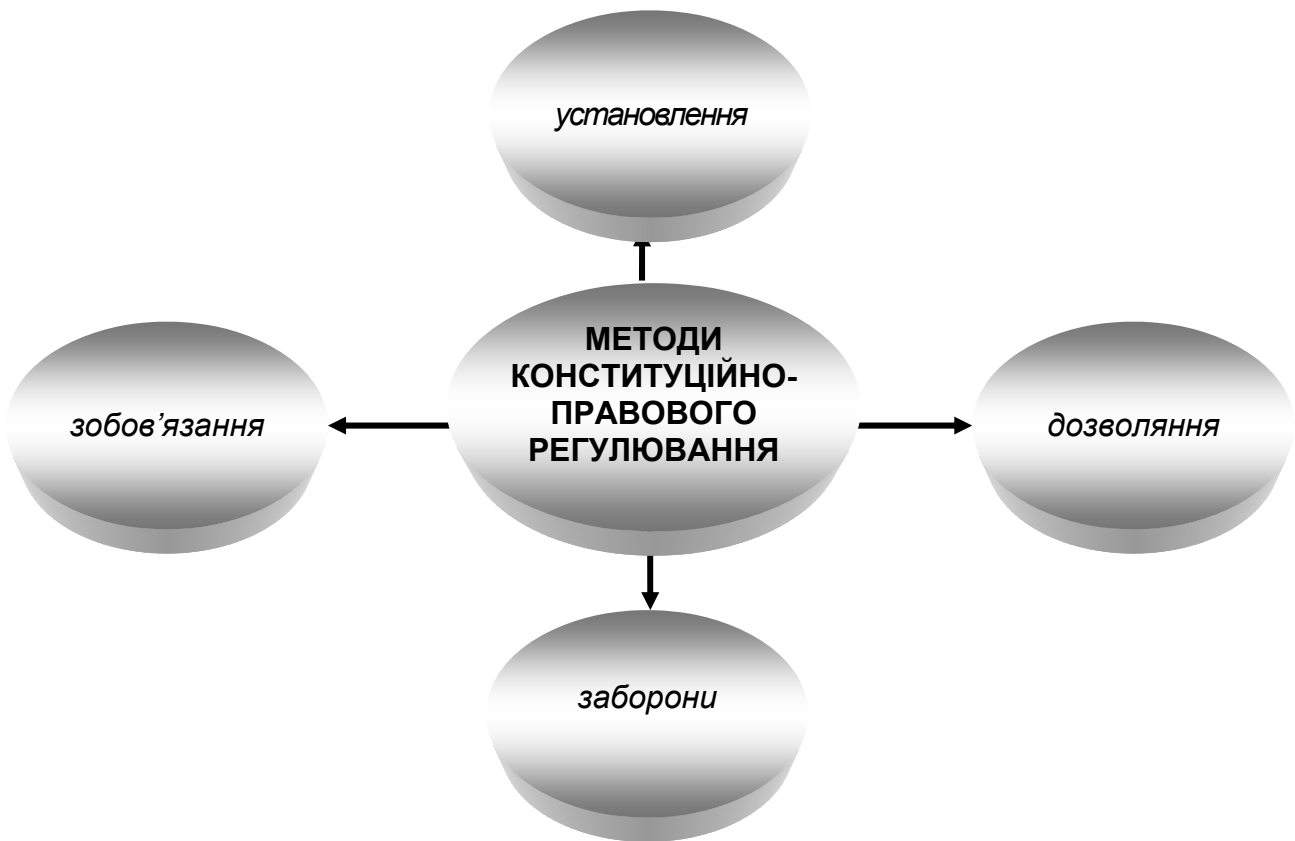 установлення
МЕТОДИ
КОНСТИТУЦІЙНО-
ПРАВОВОГО
РЕГУЛЮВАННЯ
зобов’язання
дозволяння
заборони